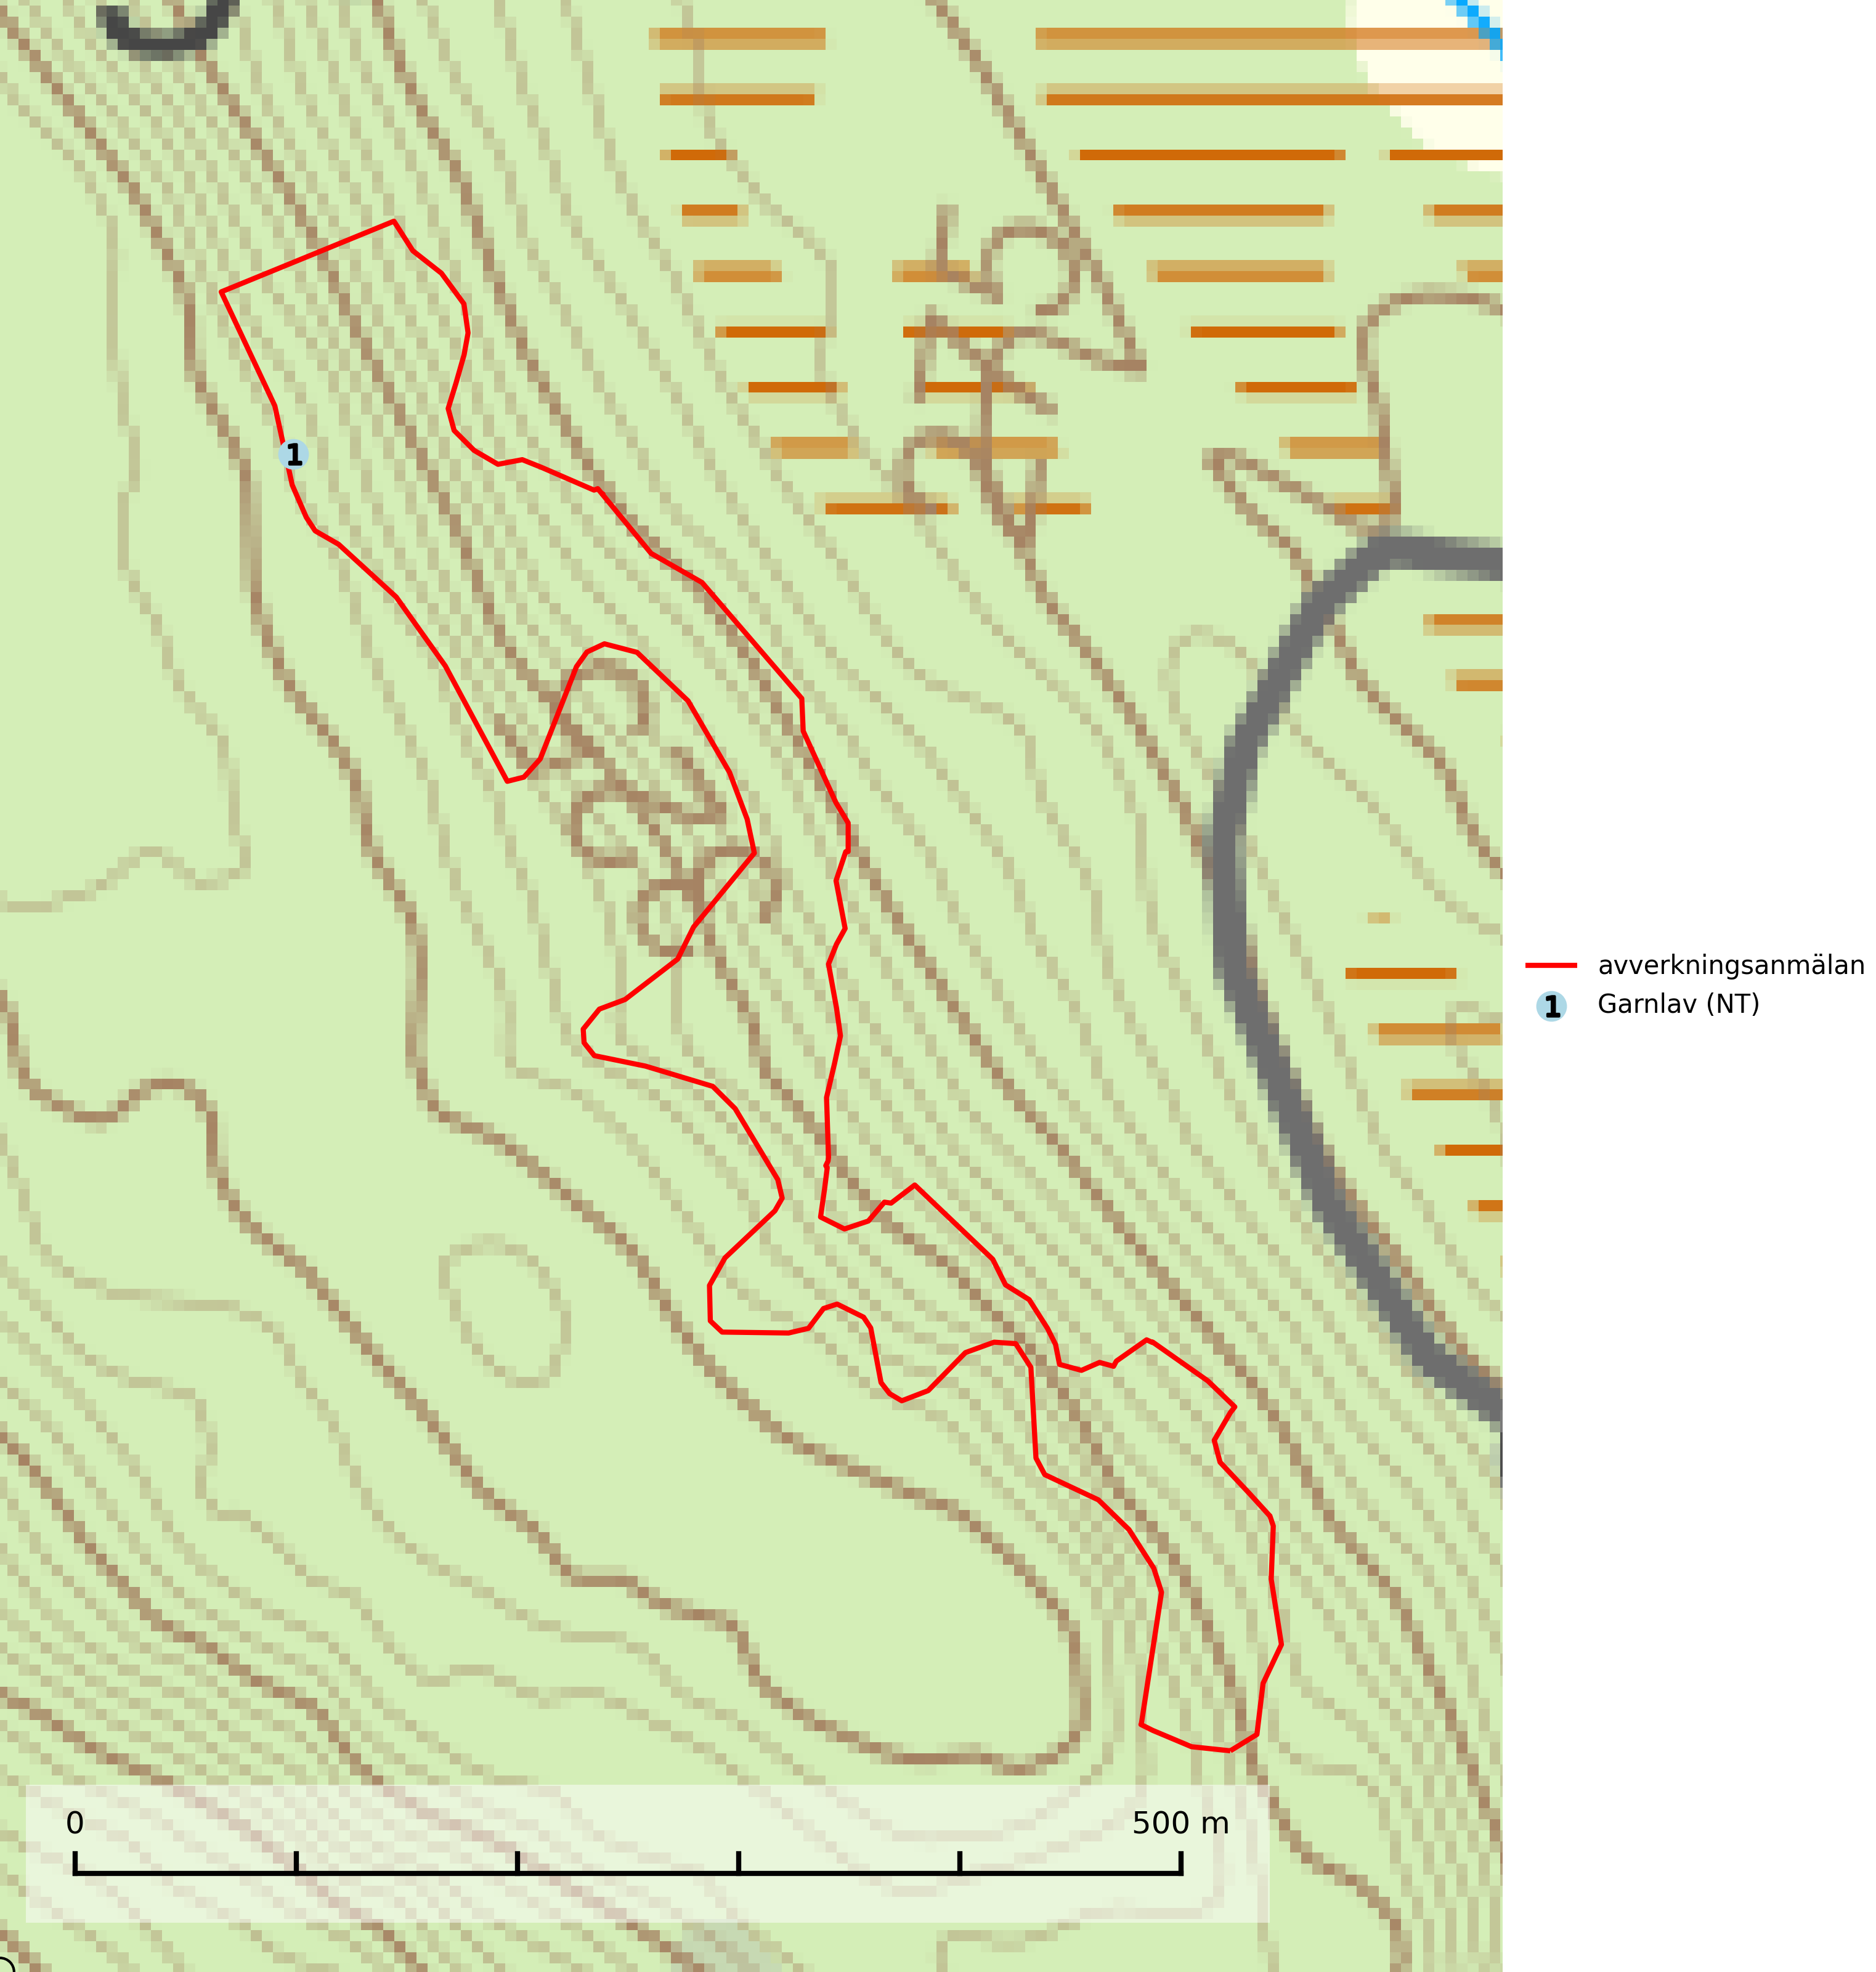 1
avverkningsanmälan
1 Garnlav (NT)
0 500 m